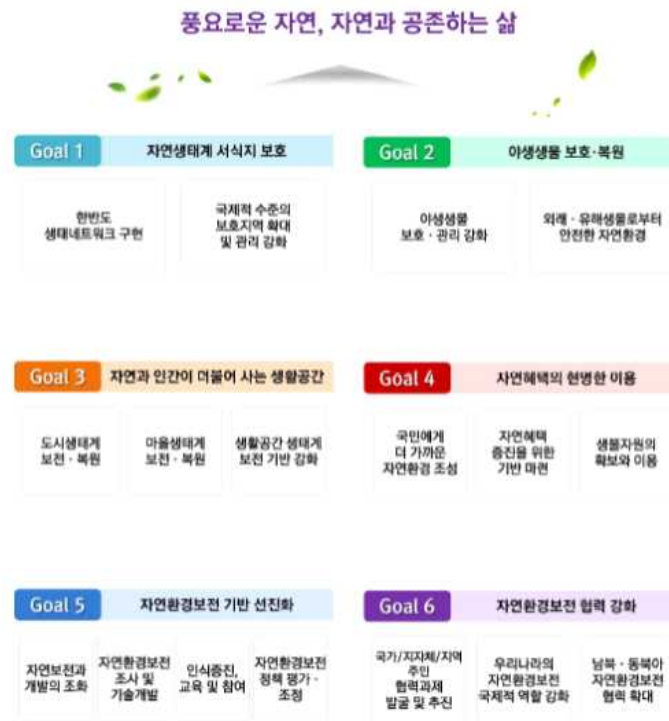 풍요로운 자연, 자연과 공존하는 삶
Goal 1
자연생태계 서식지 보호
한반도
생태네트워크 구현
국제적 수준의
보호지역 확대
및 관리 강화
Goal 2
야생생물 보호·복원
야생생물
보호·관리 강화
외래·유해생물로부터
안전한 자연환경
Goal 3
자연과 인간이 더불어 사는 생활공간
도시생태계
보전·복원
마을생태계
보전·복원
생활공간 생태계
보전 기반 강화
Goal 4
자연혜택의 현명한 이용
국민에게
더 가까운
자연환경 조성
자연혜택
증진을 위한
기반 마련
생물자원의
확보와 이용
Goal 5
자연환경보전 기반 선진화
자연보전과
개발의 조화
자연환경보전
조사 및
기술개발
인식증진,
교육 및 참여
자연환경보전
정책 평가·
조정
Goal 6
자연환경보전 협력 강화
국가/지자체/지역
주민
협력과제
발굴 및 추진
우리나라의
자연환경보전
국제적 역할 강화
남북·동북아
자연환경보전
협력 확대